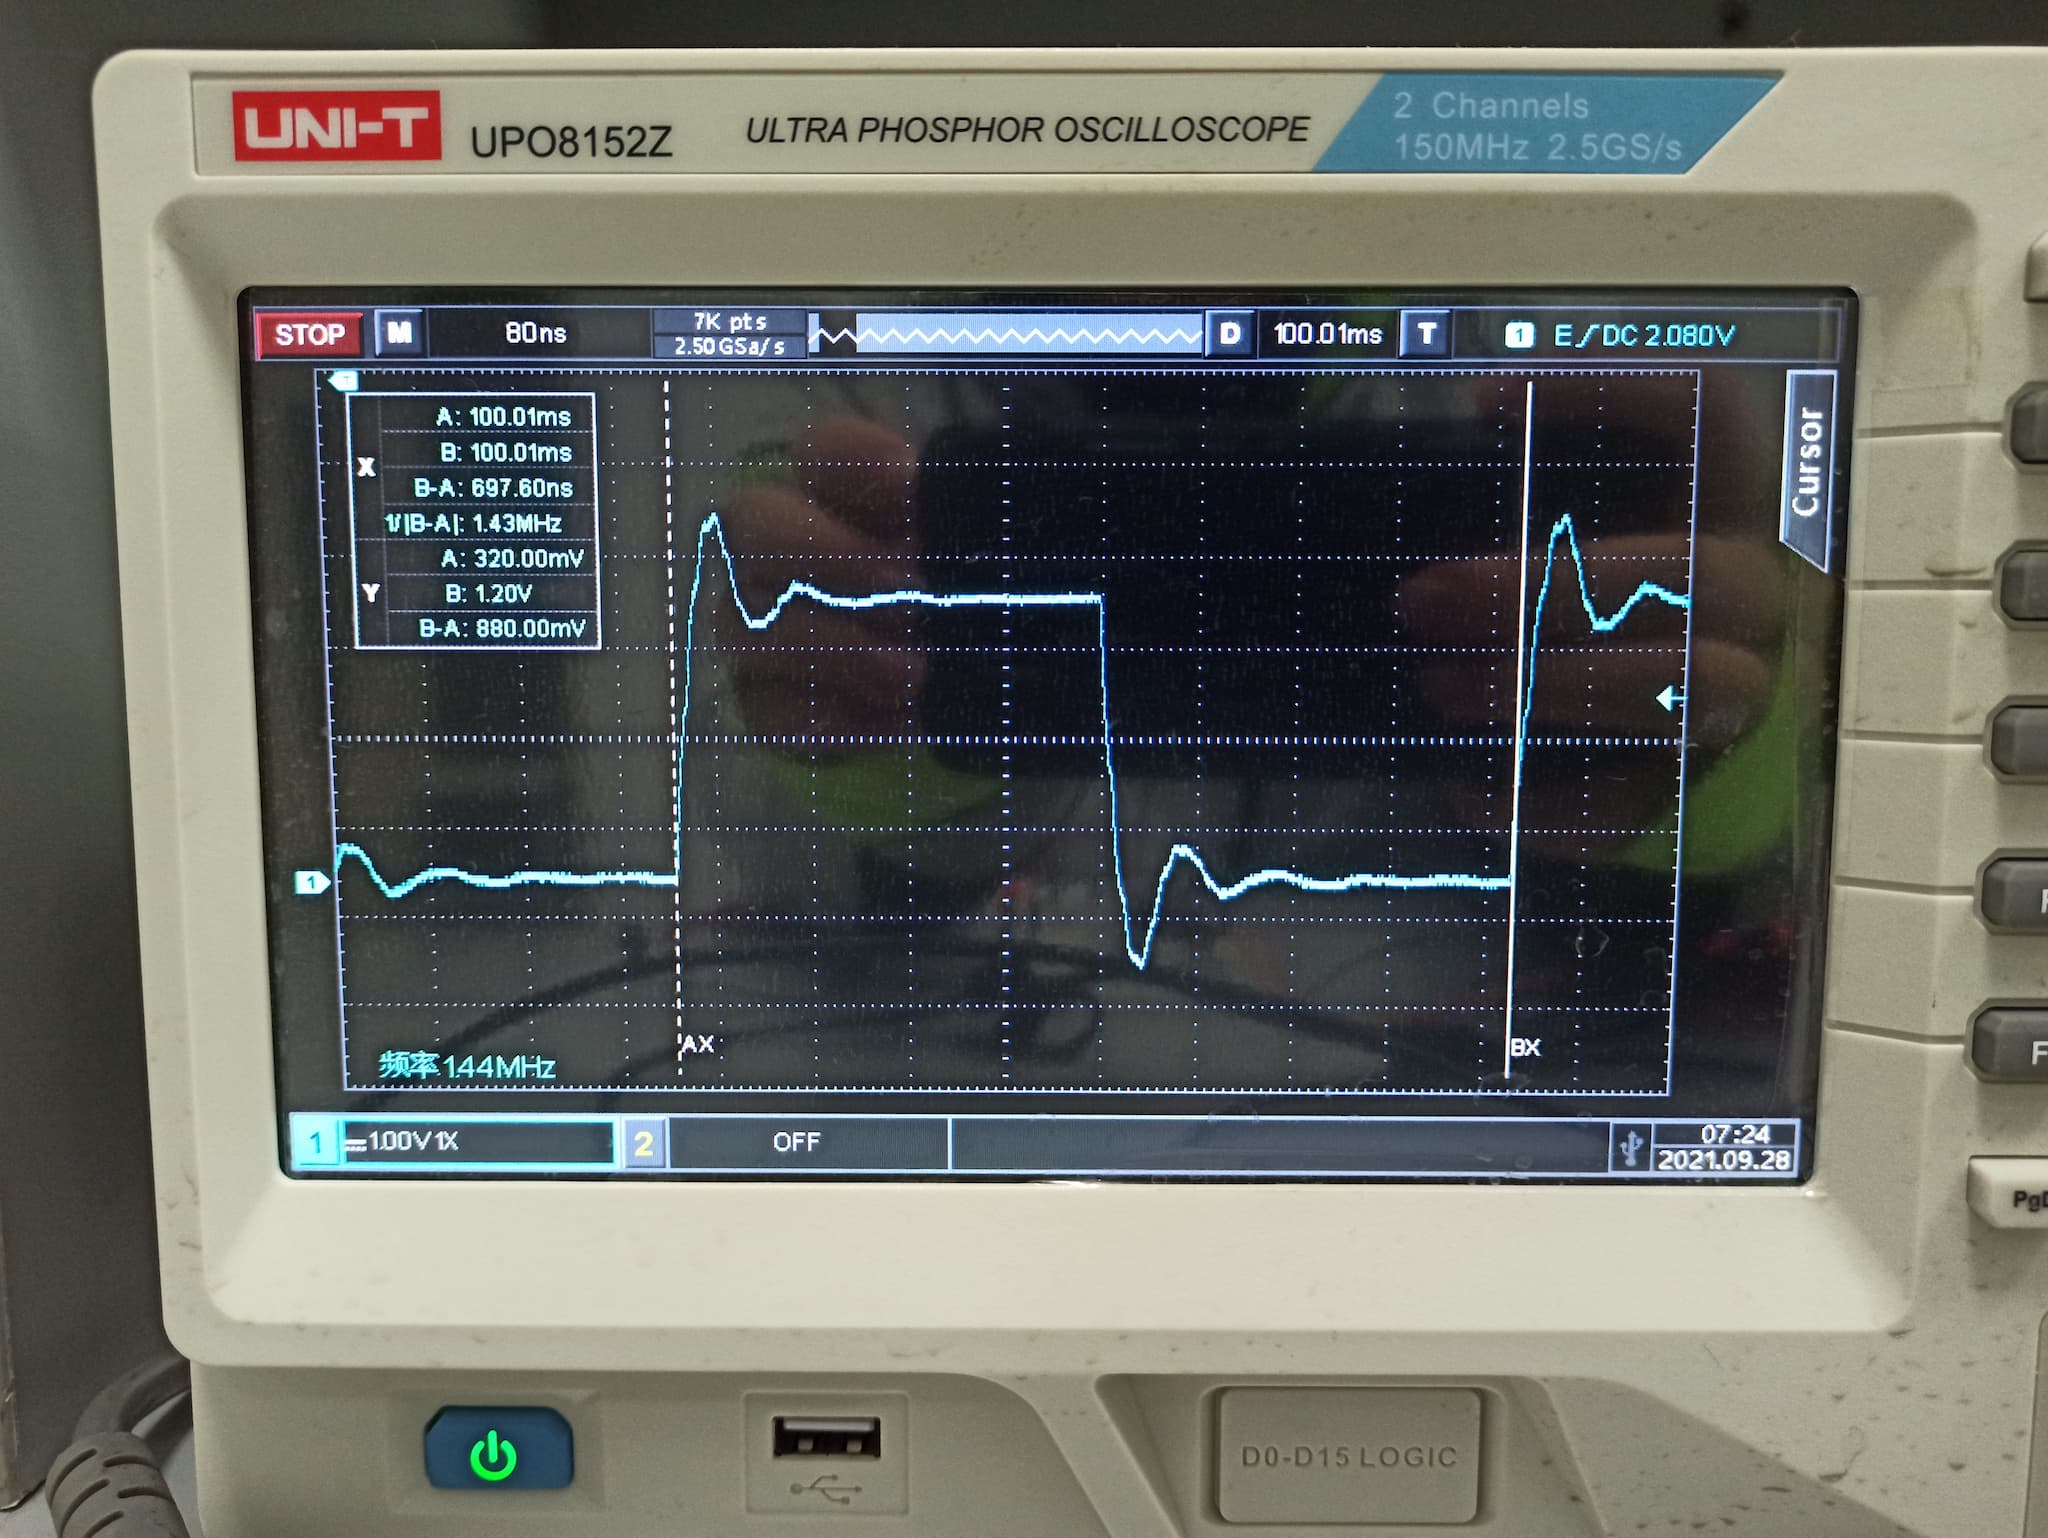 UNI-T UPO8152Z ULTRA PHOSPHOR OSCILLOSCOPE
2 Channels
150MHz 2.5GS/s
STOP M 80ns
7K pts
2.50GSa/s
D 100.01ms T 1 E DC 2.080V
Cursor
X
A: 100.01ms
B: 100.01ms
B-A: 697.60ns
1/|B-A|: 1.43MHz
Y
A: 320.00mV
B: 1.20V
B-A: 880.00mV
1
AX
BX
频率1.44MHz
1 1.00V 1X
2 OFF
07:24
2021.09.28
F
PgD
D0-D15 LOGIC